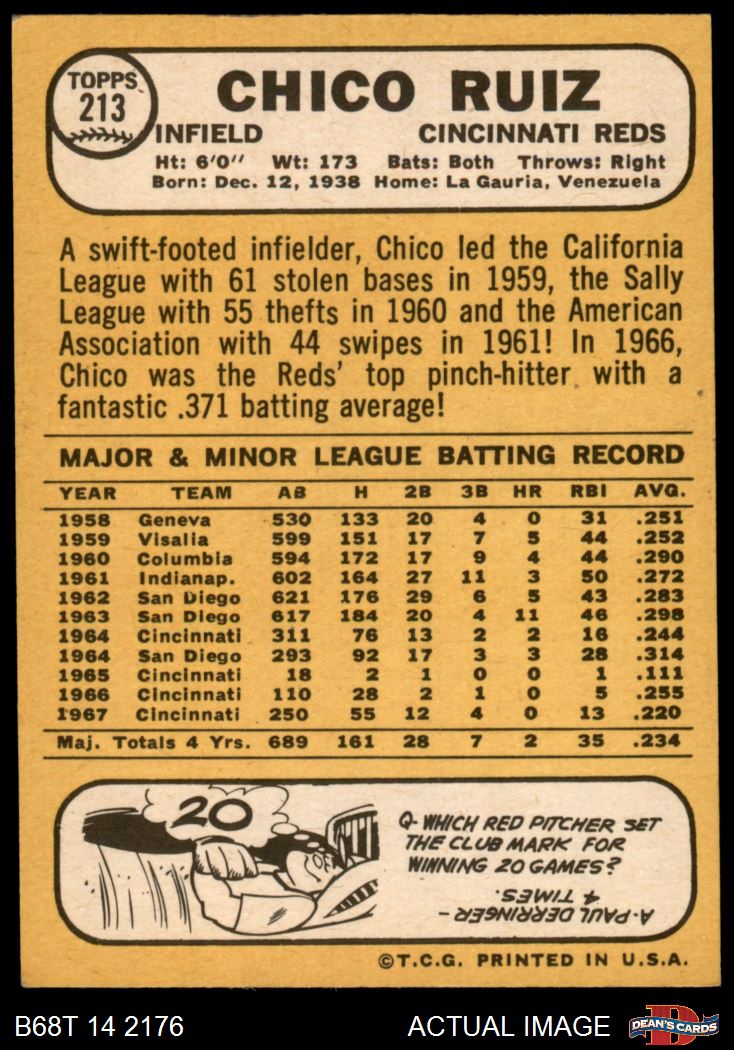 TOPPS
213
CHICO RUIZ
INFIELD CINCINNATI REDS
Ht: 6'0" Wt: 173 Bats: Both Throws: Right
Born: Dec. 12, 1938 Home: La Gauria, Venezuela
A swift-footed infielder, Chico led the California
League with 61 stolen bases in 1959, the Sally
League with 55 thefts in 1960 and the American
Association with 44 swipes in 1961! In 1966,
Chico was the Reds' top pinch-hitter with a
fantastic .371 batting average!
MAJOR & MINOR LEAGUE BATTING RECORD
YEAR TEAM AB H 2B 3B HR RBI AVG.
1958 Geneva 530 133 20 4 0 31 .251
1959 Visalia 599 151 17 7 5 44 .252
1960 Columbia 594 172 17 9 4 44 .290
1961 Indianap. 602 164 27 11 3 50 .272
1962 San Diego 621 176 29 6 5 43 .283
1963 San Diego 617 184 20 4 11 46 .298
1964 Cincinnati 311 76 13 2 2 16 .244
1964 San Diego 293 92 17 3 3 28 .314
1965 Cincinnati 18 2 1 0 0 1 .111
1966 Cincinnati 110 28 2 1 0 5 .255
1967 Cincinnati 250 55 12 4 0 13 .220
Maj. Totals 4 Yrs. 689 161 28 7 2 35 .234
20
Q- WHICH RED PITCHER SET
THE CLUB MARK FOR
WINNING 20 GAMES?
A-PAUL DERRINGER-
4 TIMES.
©T.C.G. PRINTED IN U.S.A.
B68T 14 2176 ACTUAL IMAGE
D
DEAN'S CARDS